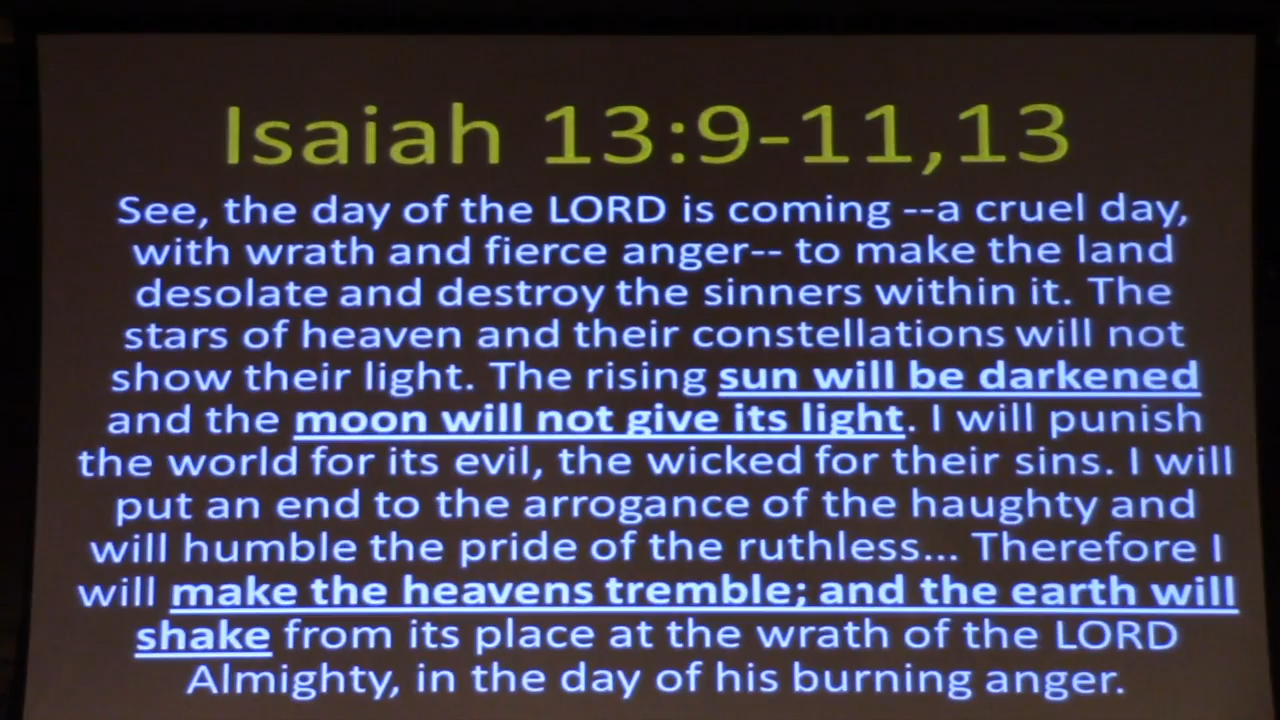 Isaiah 13:9-11,13
See, the day of the LORD is coming --a cruel day,
with wrath and fierce anger-- to make the land
desolate and destroy the sinners within it. The
stars of heaven and their constellations will not
show their light. The rising sun will be darkened
and the moon will not give its light. I will punish
the world for its evil, the wicked for their sins. I will
put an end to the arrogance of the haughty and
will humble the pride of the ruthless... Therefore I
will make the heavens tremble; and the earth will
shake from its place at the wrath of the LORD
Almighty, in the day of his burning anger.